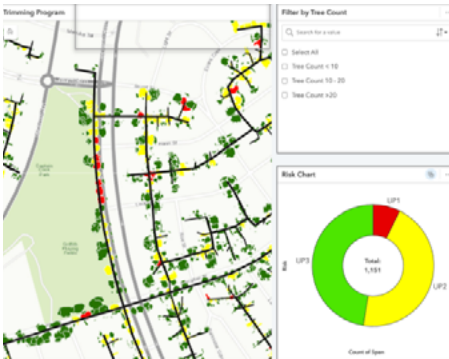 Trimming Program
Filter by Tree Count
Search for a value
Select All
Tree Count < 10
Tree Count 10 - 20
Tree Count >20
Risk Chart
UP1
UP3
Total:
1,151
UP2
Risk
Count of Span